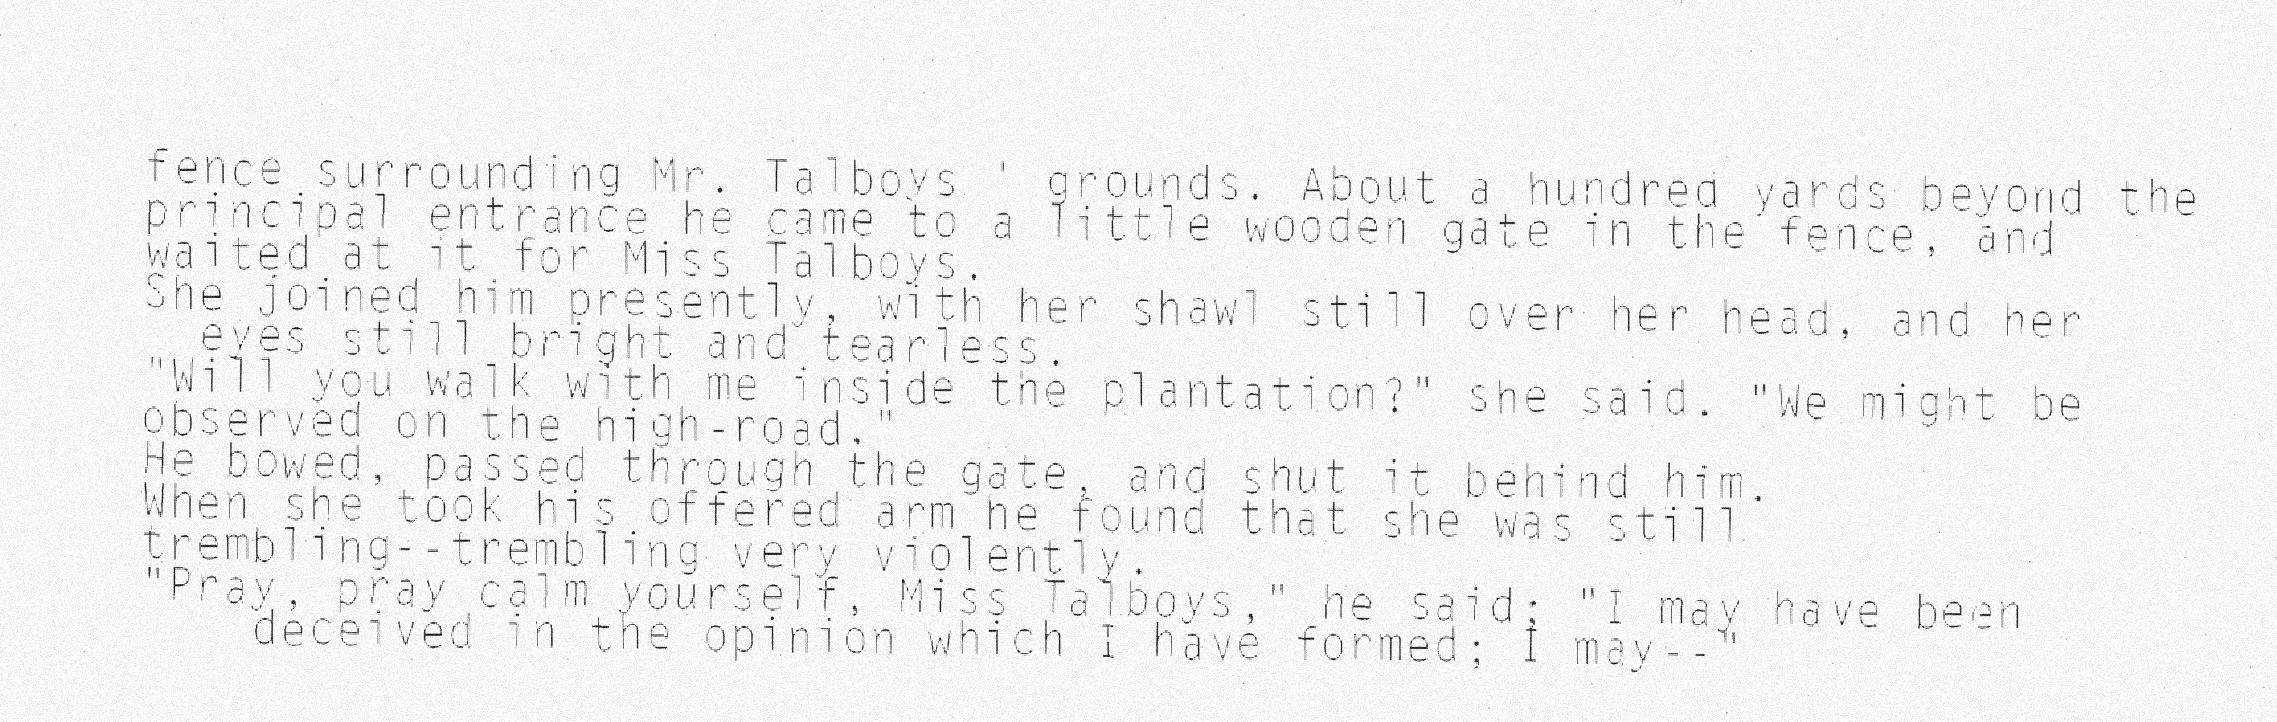 fence surrounding Mr. Talboys ' grounds. About a hundred yards beyond the
principal entrance he came to a little wooden gate in the fence, and
waited at it for Miss Talboys.
She joined him presently, with her shawl still over her head, and her
eyes still bright and tearless.
"Will you walk with me inside the plantation?" she said. "We might be
observed on the high-road."
He bowed, passed through the gate, and shut it behind him.
When she took his offered arm he found that she was still
trembling--trembling very violently.
"Pray, pray calm yourself, Miss Talboys," he said; "I may have been
deceived in the opinion which I have formed; I may--"